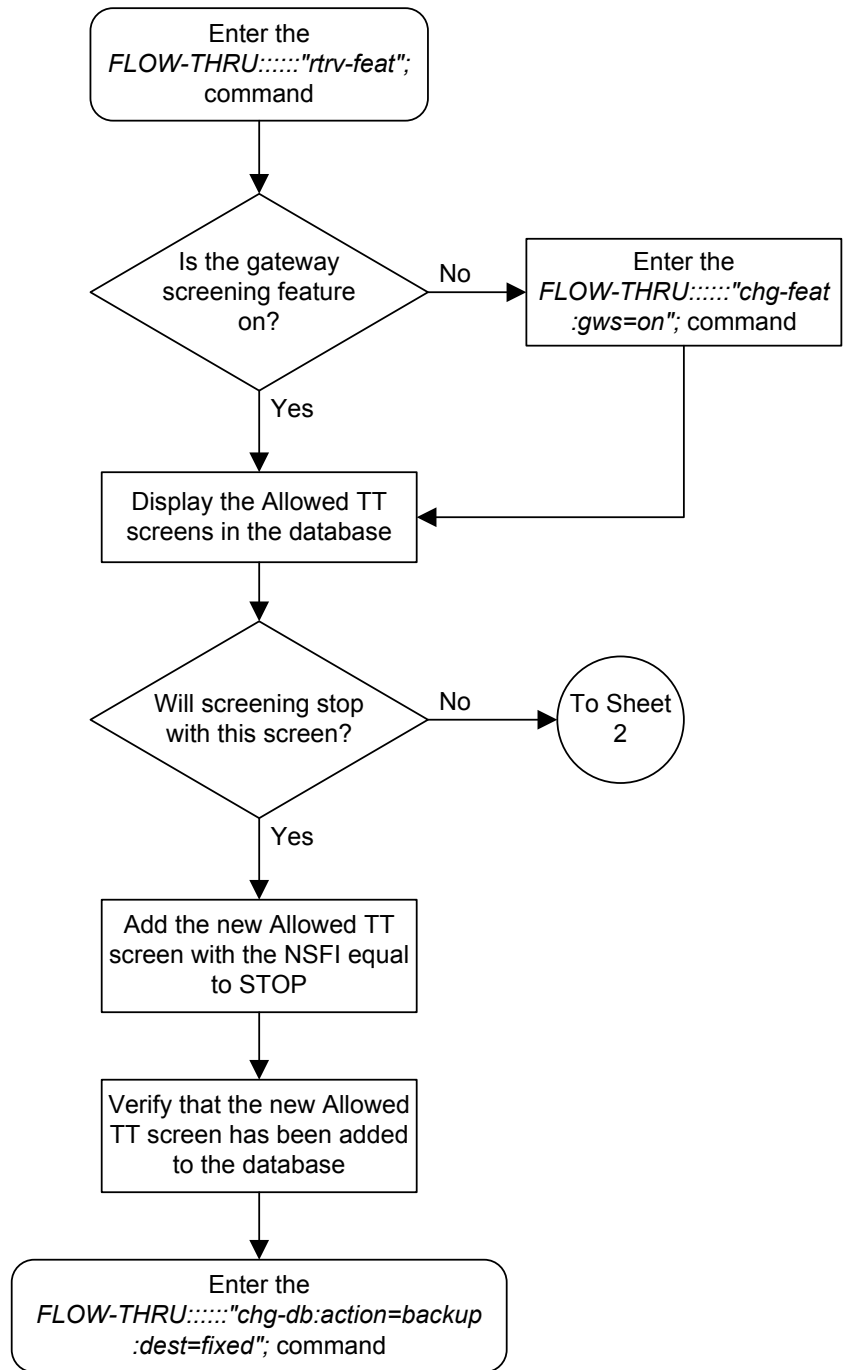 Enter the
FLOW-THRU::::::"rtrv-feat";
command
Is the gateway
screening feature
on?
No
Enter the
FLOW-THRU::::::"chg-feat
:gws=on"; command
Yes
Display the Allowed TT
screens in the database
Will screening stop
with this screen?
No
To Sheet
2
Yes
Add the new Allowed TT
screen with the NSFI equal
to STOP
Verify that the new Allowed
TT screen has been added
to the database
Enter the
FLOW-THRU::::::"chg-db:action=backup
:dest=fixed"; command